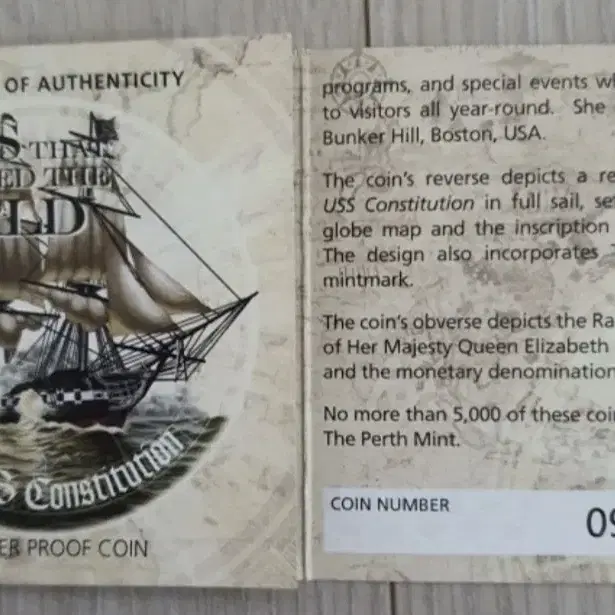 OF AUTHENTICITY
S THAT
ED THE
LD
S Constitution
ER PROOF COIN
programs, and special events wh
to visitors all year-round. She
Bunker Hill, Boston, USA.
The coin's reverse depicts a re
USS Constitution in full sail, se
globe map and the inscription
The design also incorporates
mintmark.
The coin's obverse depicts the Ra
of Her Majesty Queen Elizabeth
and the monetary denomination
No more than 5,000 of these coi
The Perth Mint.
COIN NUMBER
09